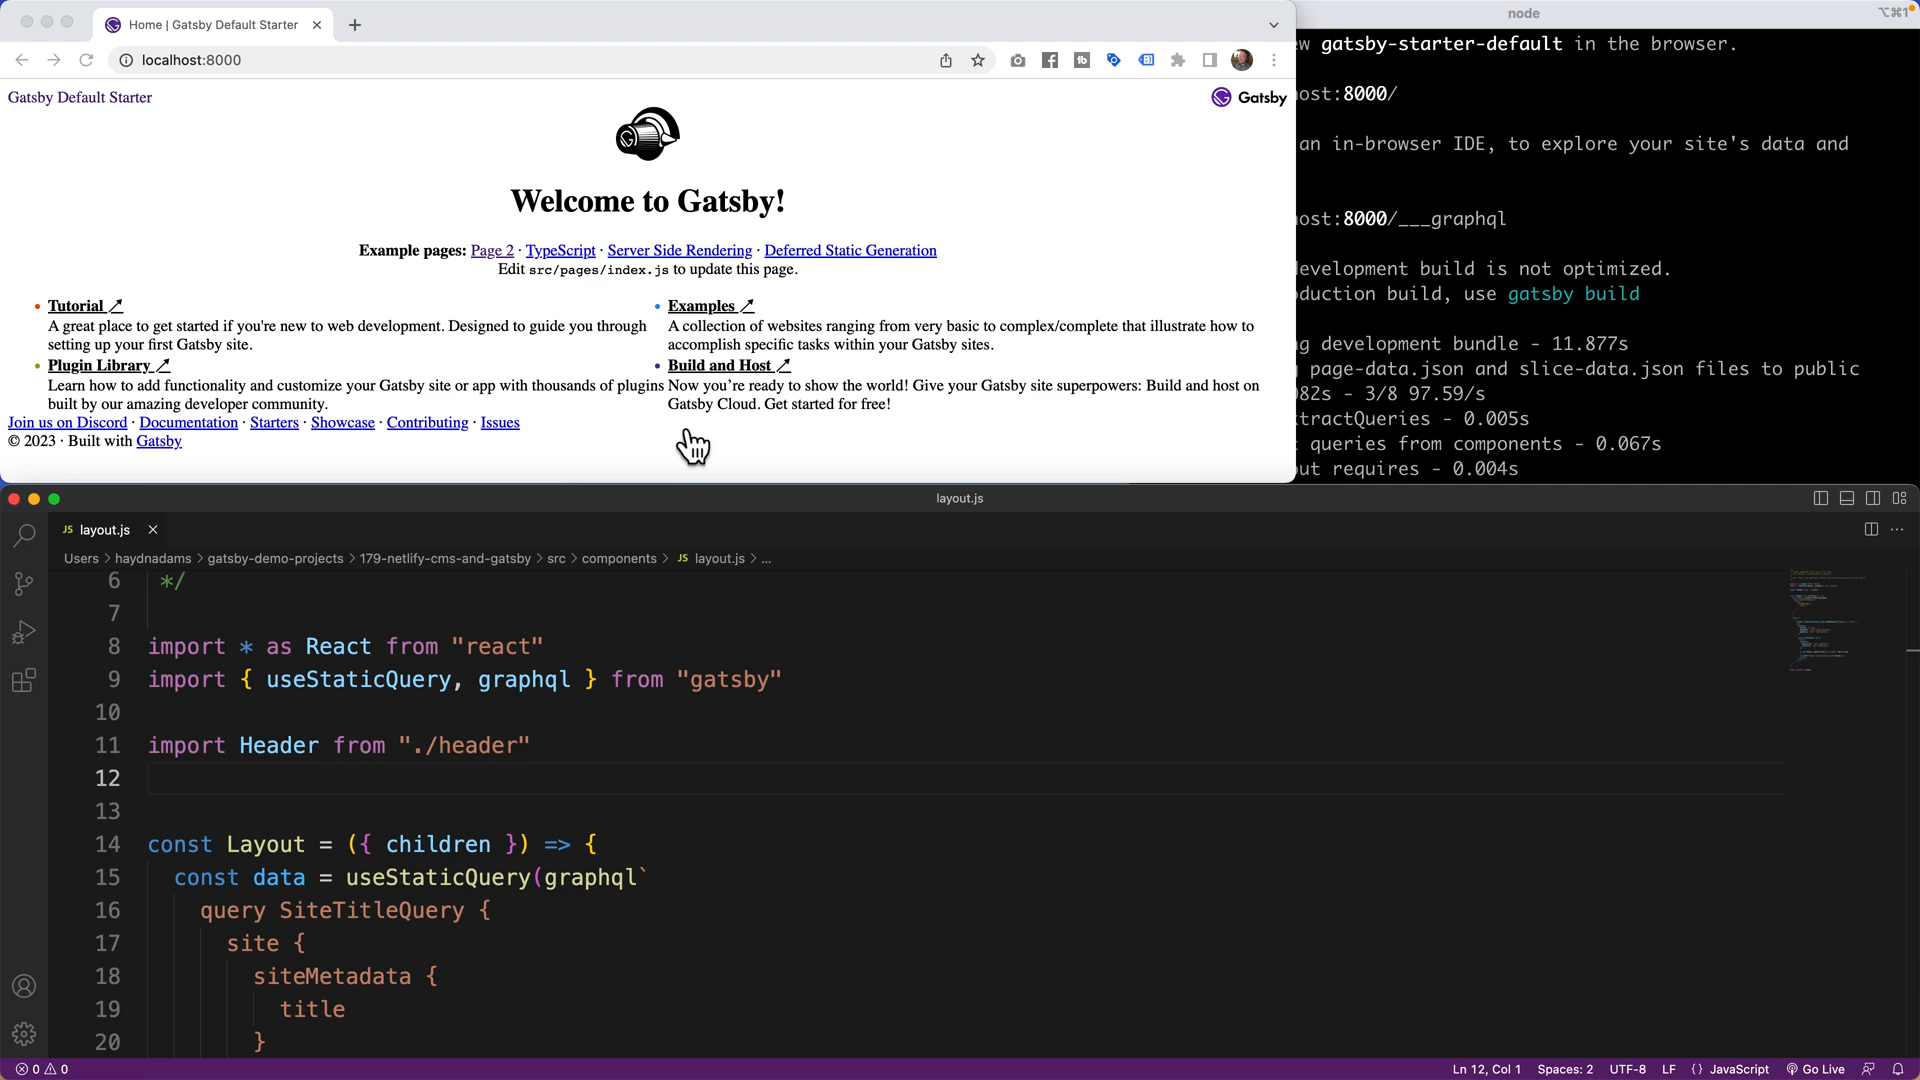 Home | Gatsby Default Starter
localhost:8000
Gatsby Default Starter
Gatsby
Welcome to Gatsby!
Example pages: Page 2 · TypeScript · Server Side Rendering · Deferred Static Generation
Edit src/pages/index.js to update this page.
Tutorial ↗
A great place to get started if you're new to web development. Designed to guide you through
setting up your first Gatsby site.
Examples ↗
A collection of websites ranging from very basic to complex/complete that illustrate how to
accomplish specific tasks within your Gatsby sites.
Plugin Library ↗
Learn how to add functionality and customize your Gatsby site or app with thousands of plugins
built by our amazing developer community.
Build and Host ↗
Now you’re ready to show the world! Give your Gatsby site superpowers: Build and host on
Gatsby Cloud. Get started for free!
Join us on Discord · Documentation · Starters · Showcase · Contributing · Issues
© 2023 · Built with Gatsby
node
⌥⌘1
ew gatsby-starter-default in the browser.
host:8000/
an in-browser IDE, to explore your site's data and
host:8000/___graphql
development build is not optimized.
duction build, use gatsby build
ng development bundle - 11.877s
g page-data.json and slice-data.json files to public
082s - 3/8 97.59/s
xtractQueries - 0.005s
t queries from components - 0.067s
out requires - 0.004s
layout.js
JS layout.js
Users > haydnadams > gatsby-demo-projects > 179-netlify-cms-and-gatsby > src > components > JS layout.js > ...
6 */
7
8 import * as React from "react"
9 import { useStaticQuery, graphql } from "gatsby"
10
11 import Header from "./header"
12
13
14 const Layout = ({ children }) => {
15 const data = useStaticQuery(graphql`
16 query SiteTitleQuery {
17 site {
18 siteMetadata {
19 title
20 }
0 0
Ln 12, Col 1 Spaces: 2 UTF-8 LF {} JavaScript Go Live